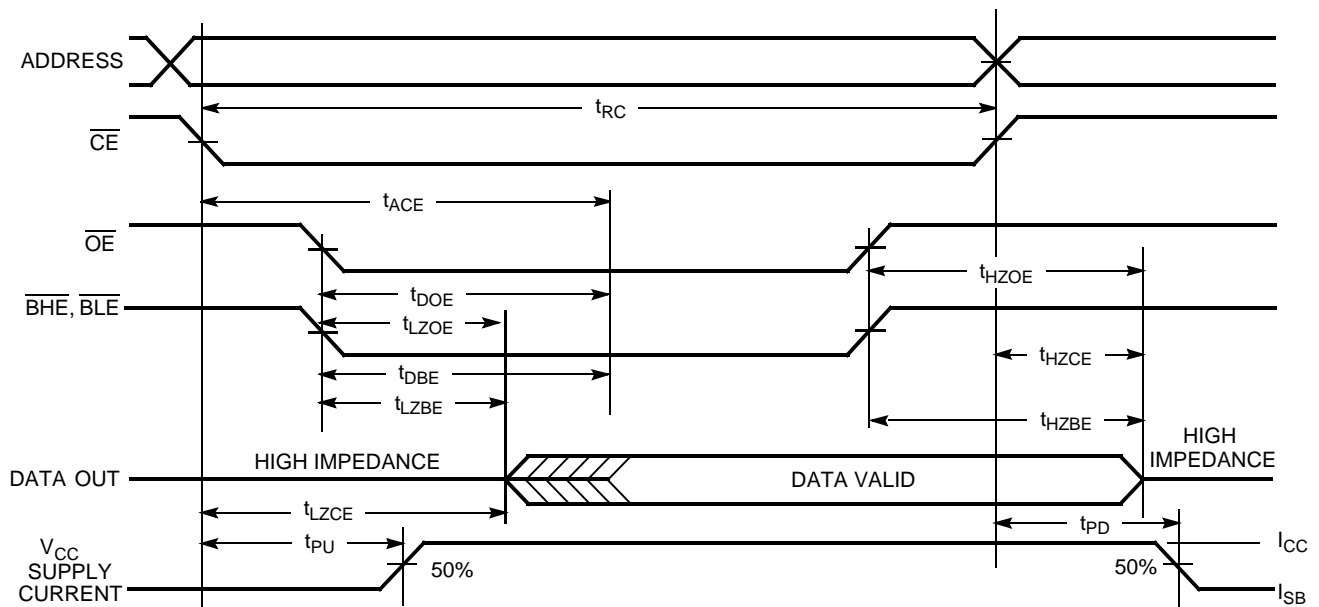 ADDRESS
tRC
CE
tACE
OE
tHZOE
tDOE
BHE, BLE
tLZOE
tHZCE
tDBE
tLZBE
tHZBE
HIGH
IMPEDANCE
HIGH IMPEDANCE
DATA OUT
DATA VALID
tLZCE
tPD
tPU
VCC
SUPPLY
CURRENT
50%
50%
ICC
ISB